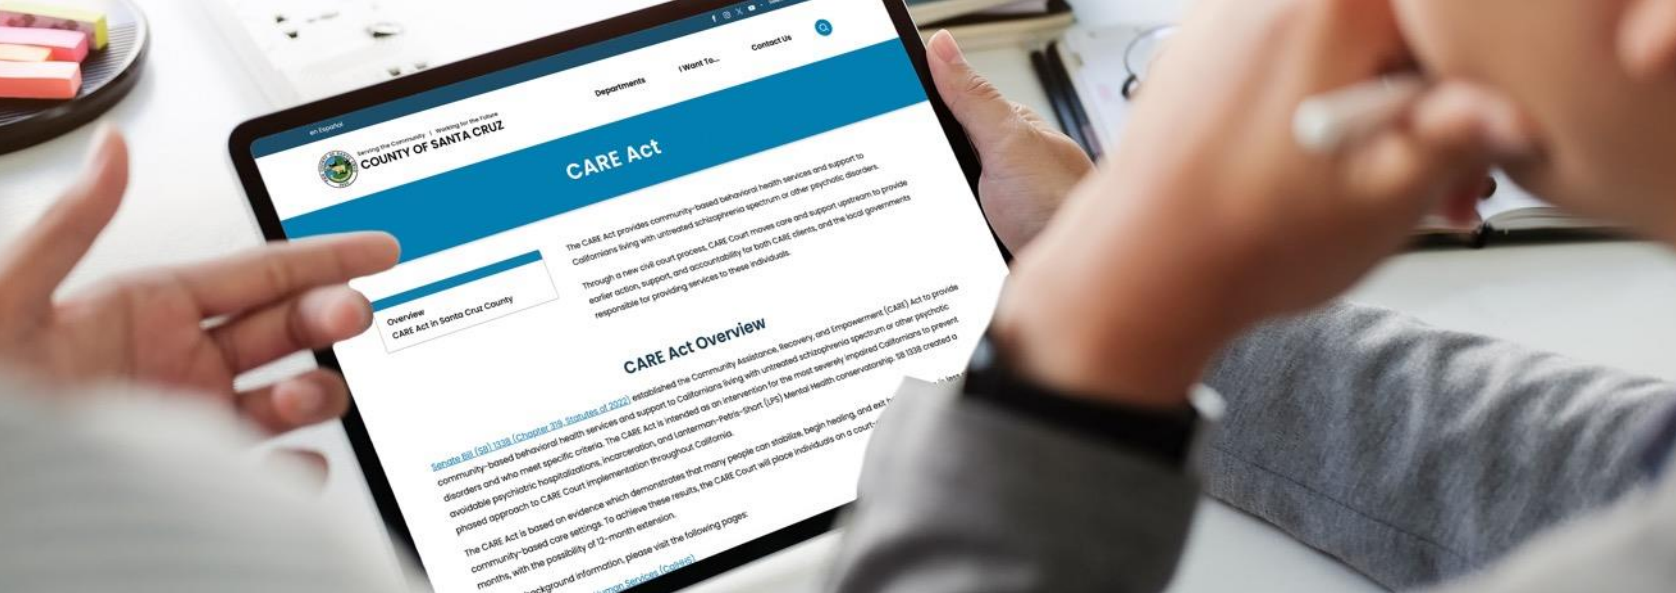 en Español
Serving the Community | Working for the Future
COUNTY OF SANTA CRUZ
Departments
I Want To...
Contact Us
CARE Act
Overview
CARE Act in Santa Cruz County
The CARE Act provides community-based behavioral health services and support to
Californians living with untreated schizophrenia spectrum or other psychotic disorders.
Through a new civil court process, CARE Court moves care and support upstream to provide
earlier action, support, and accountability for both CARE clients, and the local governments
responsible for providing services to these individuals.
CARE Act Overview
Senate Bill (SB) 1338 (Chapter 319, Statutes of 2022) established the Community Assistance, Recovery, and Empowerment (CARE) Act to provide
community-based behavioral health services and support to Californians living with untreated schizophrenia spectrum or other psychotic
disorders and who meet specific criteria. The CARE Act is intended as an intervention for the most severely impaired Californians to prevent
avoidable psychiatric hospitalizations, incarceration, and Lanterman-Petris-Short (LPS) Mental Health conservatorship. SB 1338 created a
phased approach to CARE Court implementation throughout California.
The CARE Act is based on evidence which demonstrates that many people can stabilize, begin healing, and exit in less
community-based care settings. To achieve these results, the CARE Court will place individuals on a court-
months, with the possibility of 12-month extension.
background information, please visit the following pages:
Human Services (CalHHS)